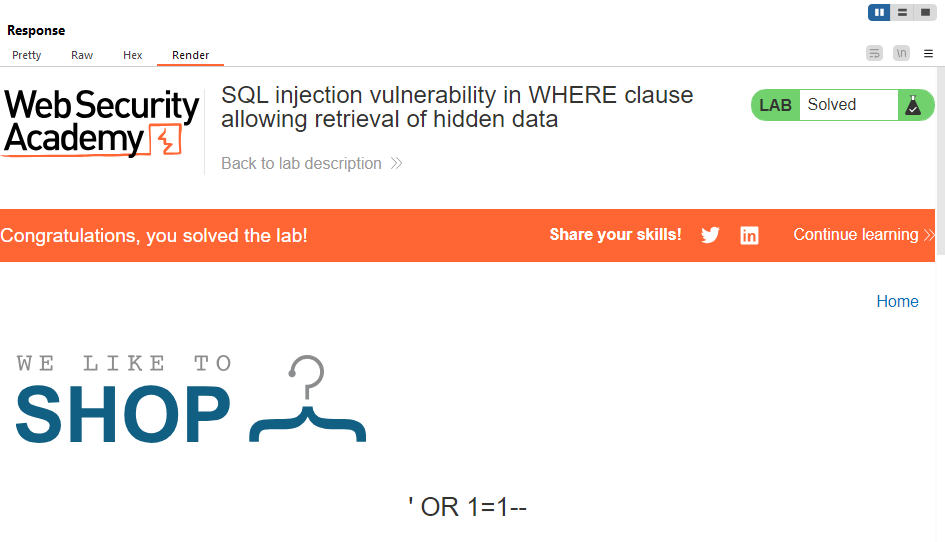 Response
Pretty Raw Hex Render
\n
Web Security
Academy
SQL injection vulnerability in WHERE clause
allowing retrieval of hidden data
LAB Solved
Back to lab description
Congratulations, you solved the lab!
Share your skills!
Continue learning
Home
WE LIKE TO
SHOP
' OR 1=1--